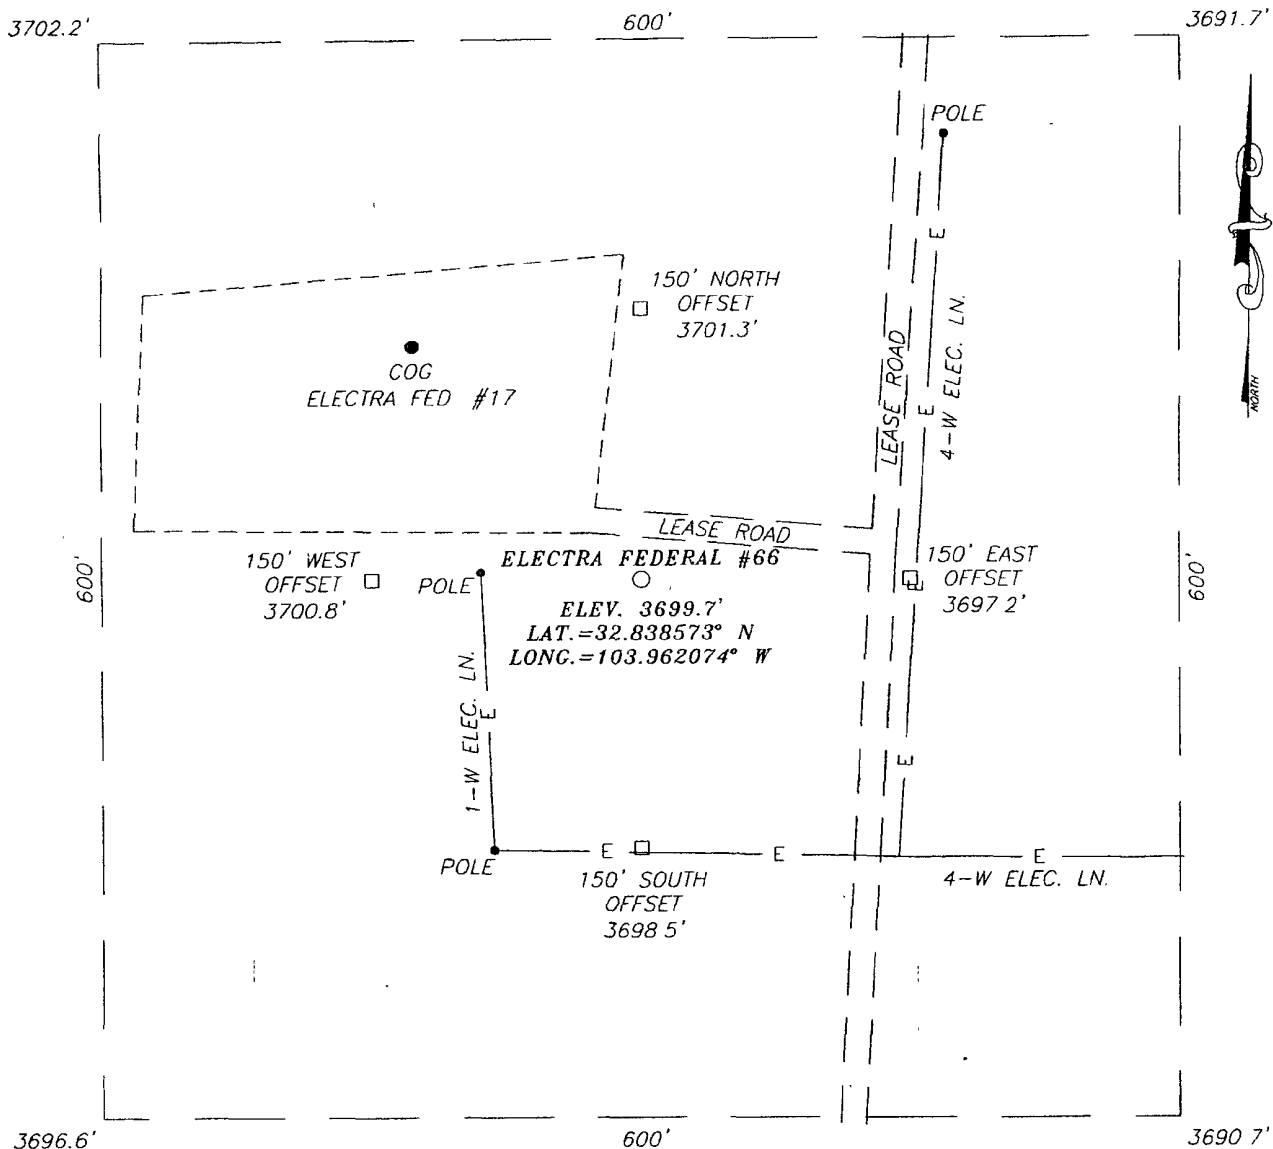 3702.2'
600'
3691.7'
POLE
NORTH
150' NORTH
OFFSET
3701.3'
E
COG
ELECTRA FED #17
LEASE ROAD
E
4-W ELEC. LN.
LEASE ROAD
600'
150' WEST
OFFSET
3700.8'
POLE
ELECTRA FEDERAL #66
ELEV. 3699.7'
LAT.=32.838573° N
LONG.=103.962074° W
150' EAST
OFFSET
3697 2'
E
600'
1-W ELEC. LN.
E
E
POLE
E
E
E
150' SOUTH
OFFSET
3698 5'
4-W ELEC. LN.
3696.6'
600'
3690 7'